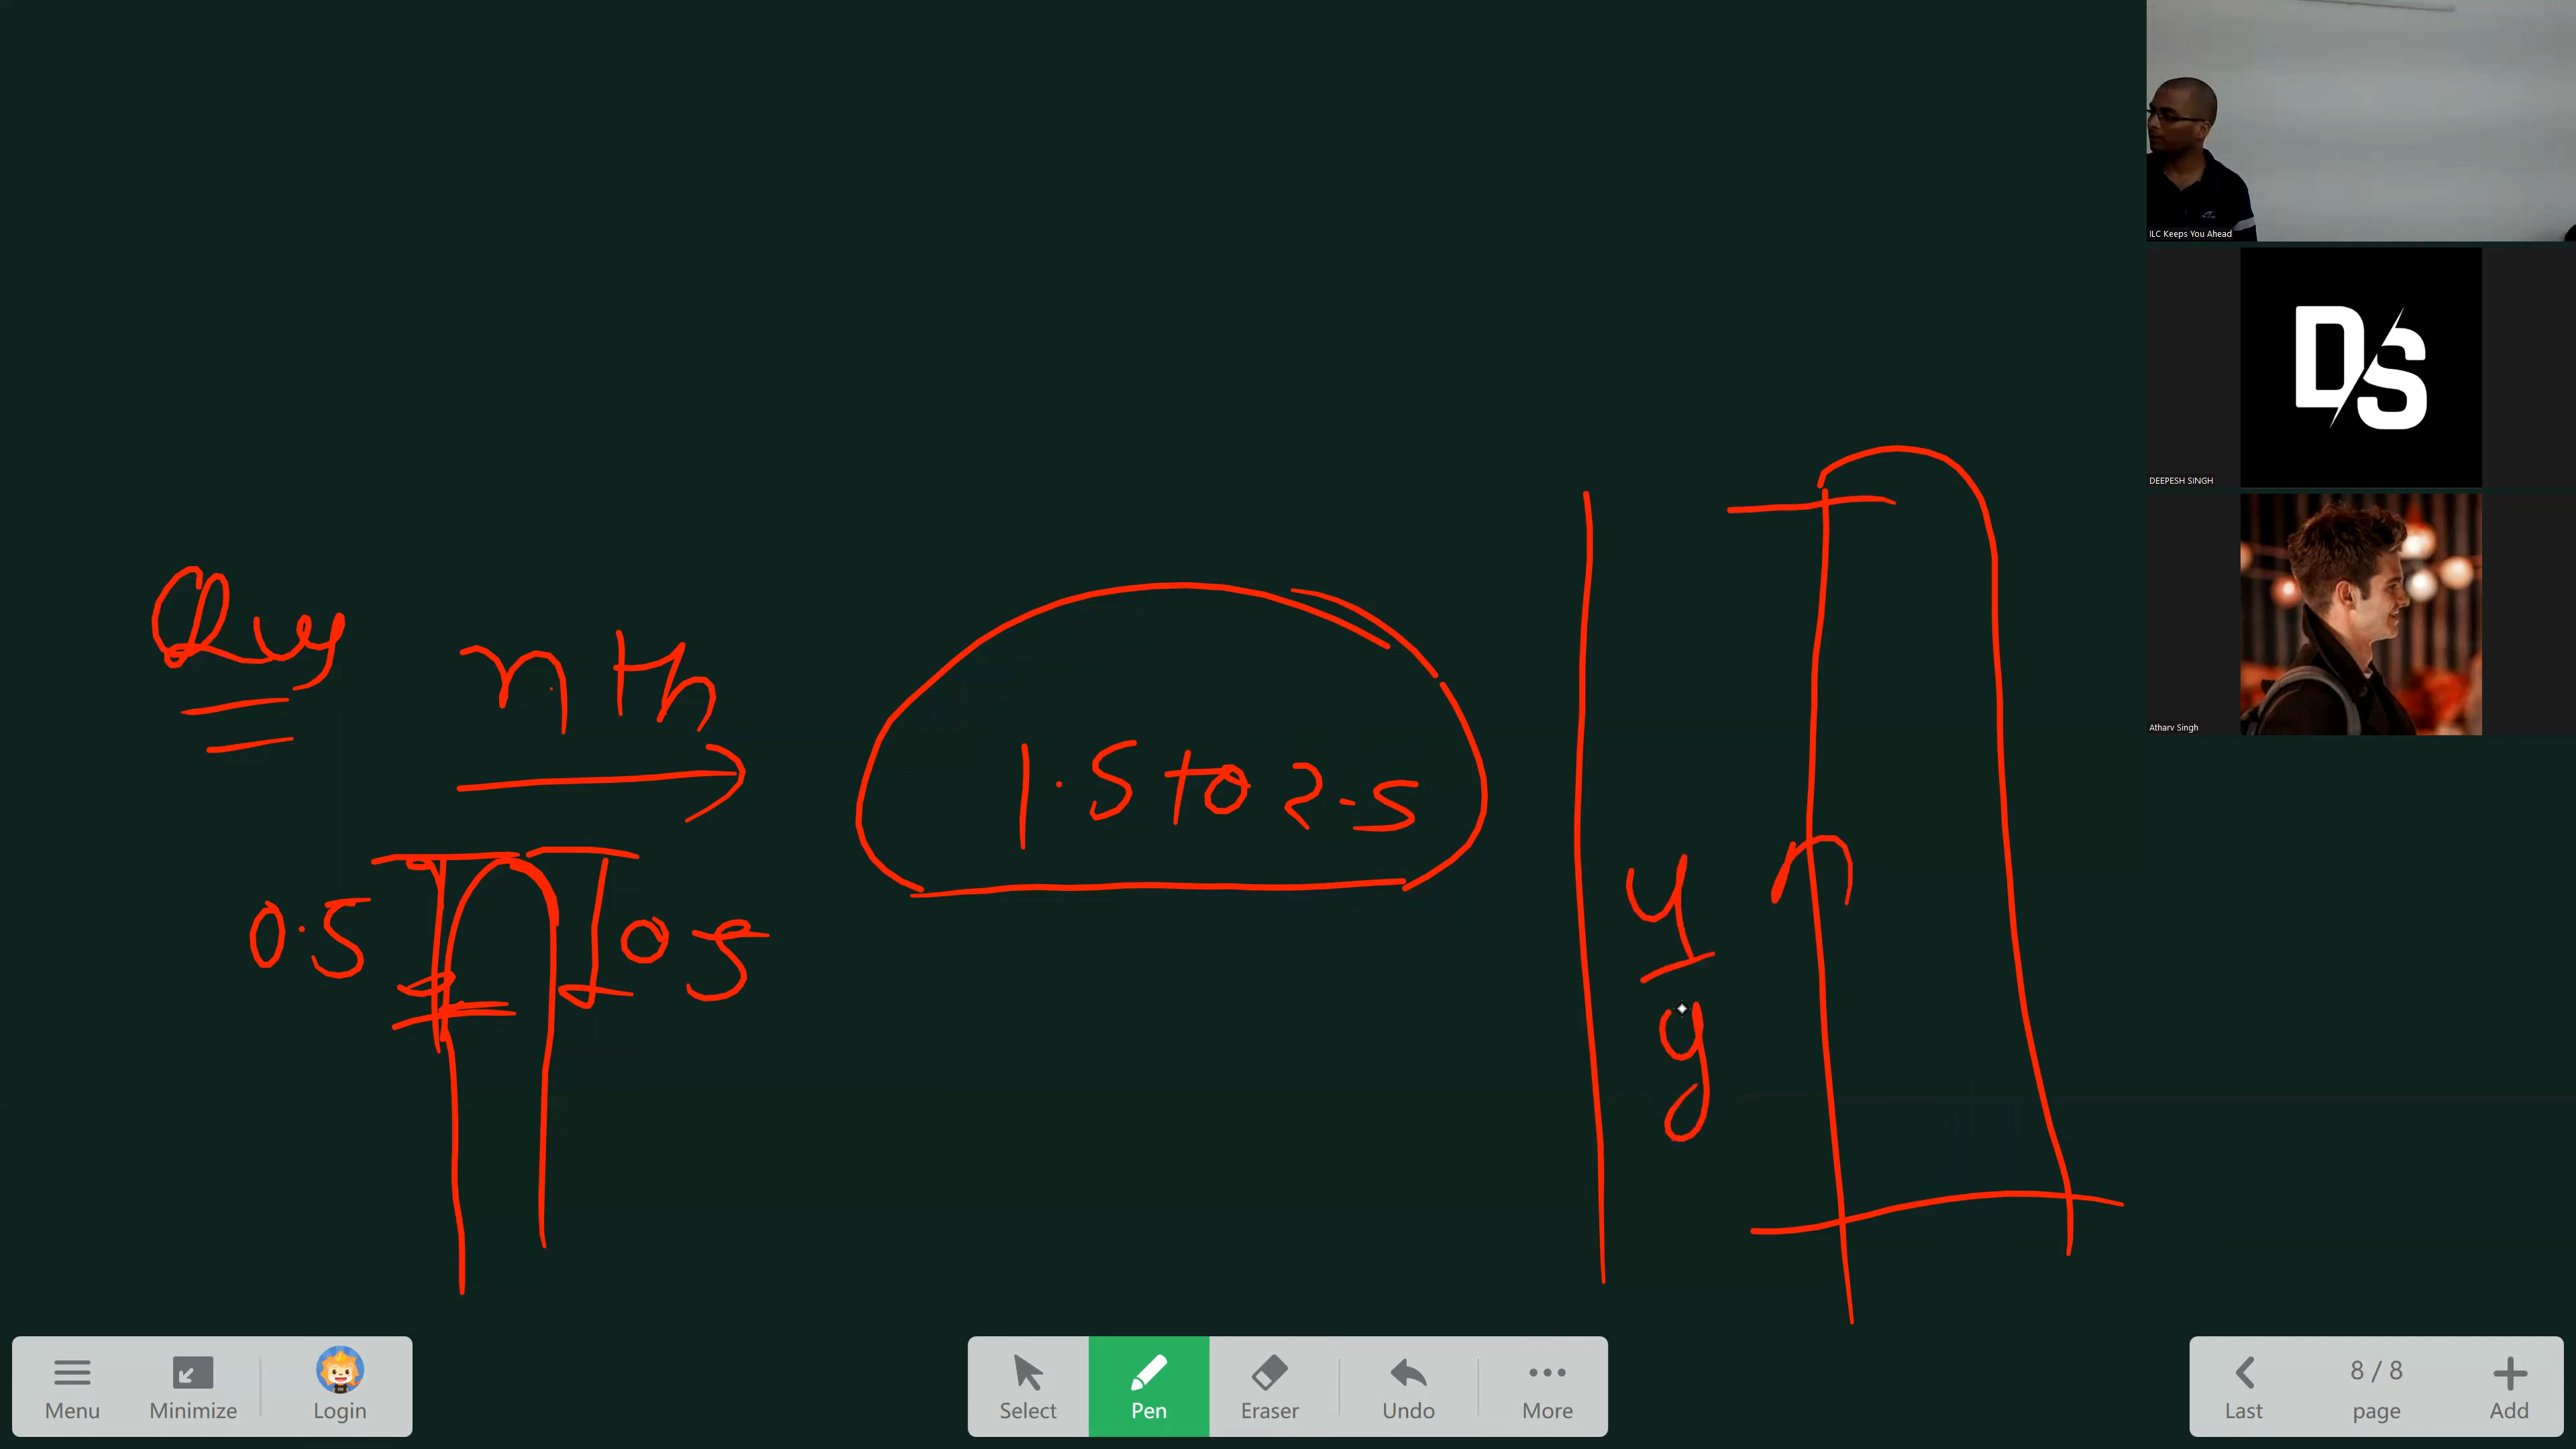 Que
nth
1.5 to 2.5
0.5
0 5
u
g
n
ILC Keeps You Ahead
DS
DEEPESH SINGH
Atharv Singh
Menu
Minimize
Login
Select
Pen
Eraser
Undo
More
Last
8 / 8
page
Add